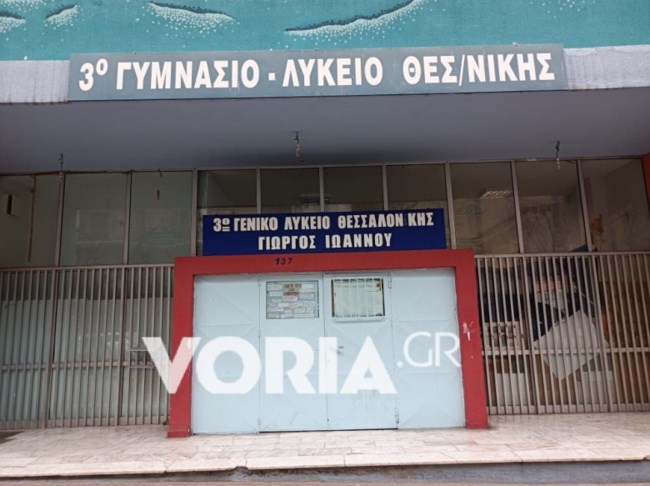 3ο ΓΥΜΝΑΣΙΟ - ΛΥΚΕΙΟ ΘΕΣ/ΝΙΚΗΣ
3ο ΓΕΝΙΚΟ ΛΥΚΕΙΟ ΘΕΣΣΑΛΟΝ ΚΗΣ
ΓΙΩΡΓΟΣ ΙΩΑΝΝΟΥ
137
VORIA.GR